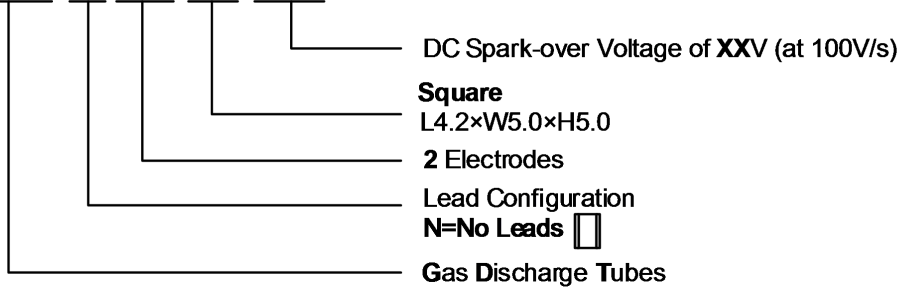 DC Spark-over Voltage of XXV (at 100V/s)
Square
L4.2×W5.0×H5.0
2 Electrodes
Lead Configuration
N=No Leads
Gas Discharge Tubes